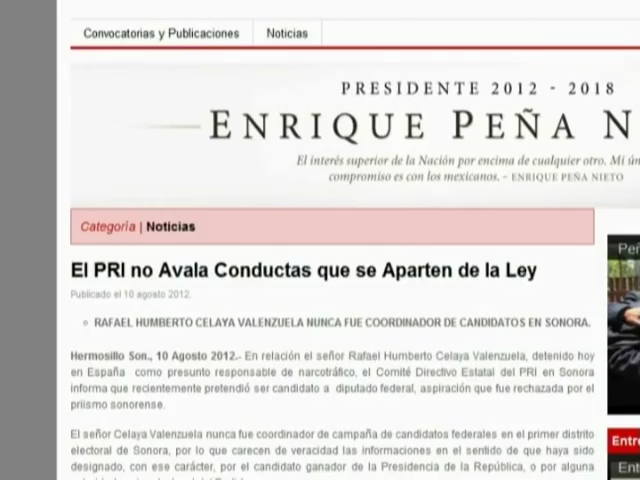 Convocatorias y Publicaciones Noticias
PRESIDENTE 2012 - 2018
ENRIQUE PEÑA N
El interés superior de la Nación por encima de cualquier otro. Mi ún
compromiso es con los mexicanos. - ENRIQUE PEÑA NIETO
Categoría | Noticias
El PRI no Avala Conductas que se Aparten de la Ley
Publicado el 10 agosto 2012.
RAFAEL HUMBERTO CELAYA VALENZUELA NUNCA FUE COORDINADOR DE CANDIDATOS EN SONORA.
Hermosillo Son., 10 Agosto 2012.- En relación el señor Rafael Humberto Celaya Valenzuela, detenido hoy
en España como presunto responsable de narcotráfico, el Comité Directivo Estatal del PRI en Sonora
informa que recientemente pretendió ser candidato a diputado federal, aspiración que fue rechazada por el
priismo sonorense.
El señor Celaya Valenzuela nunca fue coordinador de campaña de candidatos federales en el primer distrito
electoral de Sonora, por lo que carecen de veracidad las informaciones en el sentido de que haya sido
designado, con ese carácter, por el candidato ganador de la Presidencia de la República, o por alguna
Peñ
Entre
Ent